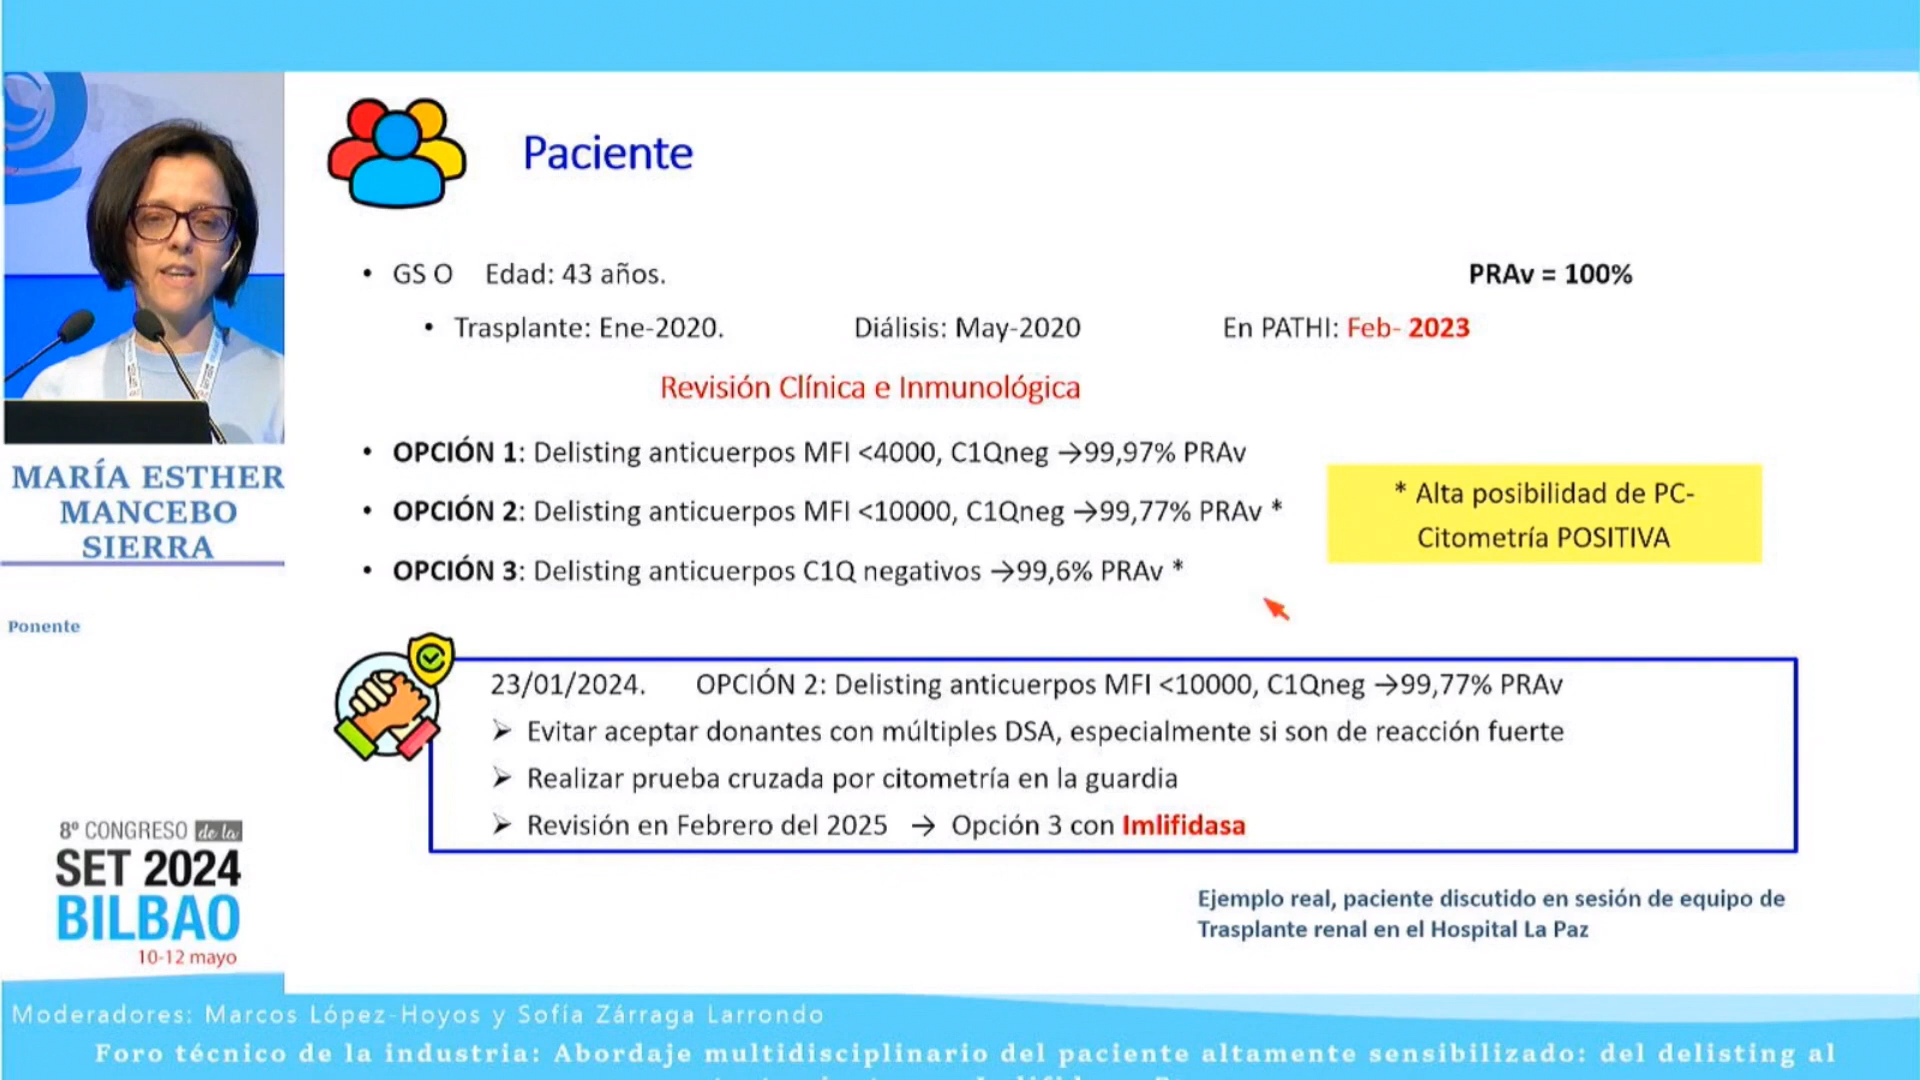 Paciente
• GS O Edad: 43 años. PRAv = 100%
• Trasplante: Ene-2020. Diálisis: May-2020 En PATHI: Feb- 2023
Revisión Clínica e Inmunológica
• OPCIÓN 1: Delisting anticuerpos MFI <4000, C1Qneg →99,97% PRAv
• OPCIÓN 2: Delisting anticuerpos MFI <10000, C1Qneg →99,77% PRAv *
• OPCIÓN 3: Delisting anticuerpos C1Q negativos →99,6% PRAv *
* Alta posibilidad de PC-
Citometría POSITIVA
23/01/2024. OPCIÓN 2: Delisting anticuerpos MFI <10000, C1Qneg →99,77% PRAv
➢ Evitar aceptar donantes con múltiples DSA, especialmente si son de reacción fuerte
➢ Realizar prueba cruzada por citometría en la guardia
➢ Revisión en Febrero del 2025 → Opción 3 con Imlifidasa
Ejemplo real, paciente discutido en sesión de equipo de
Trasplante renal en el Hospital La Paz
MARÍA ESTHER
MANCEBO
SIERRA
Ponente
8º CONGRESO de la
SET 2024
BILBAO
10-12 mayo
Moderadores: Marcos López-Hoyos y Sofía Zárraga Larrondo
Foro técnico de la industria: Abordaje multidisciplinario del paciente altamente sensibilizado: del delisting al